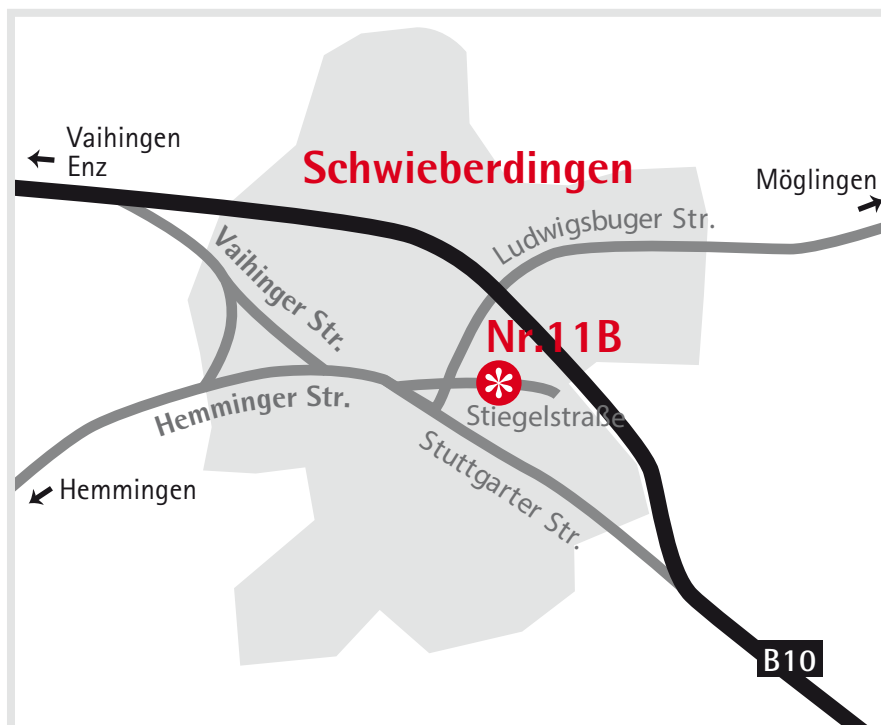 Vaihingen
Enz
Schwieberdingen
Möglingen
Ludwigsbuger Str.
Vaihinger Str.
Nr.11B
Hemminger Str.
Stiegelstraße
Stuttgarter Str.
Hemmingen
B10